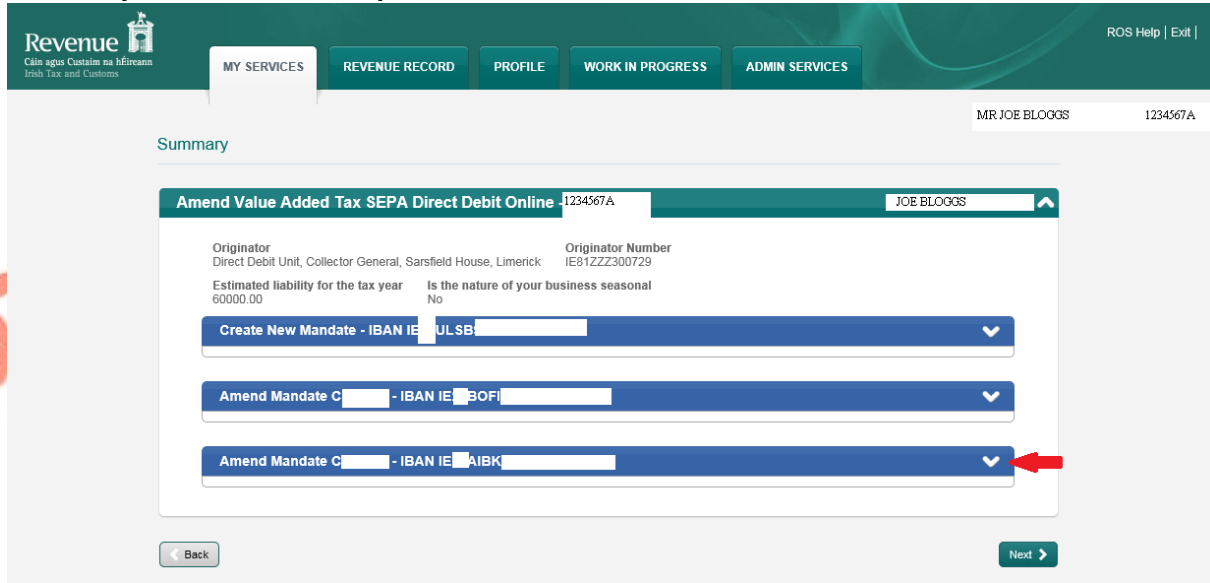 Revenue
Cáin agus Custaim na hÉireann
Irish Tax and Customs
ROS Help | Exit |
MY SERVICES REVENUE RECORD PROFILE WORK IN PROGRESS ADMIN SERVICES
MR JOE BLOGGS 1234567A
Summary
Amend Value Added Tax SEPA Direct Debit Online - 1234567A JOE BLOGGS
Originator Originator Number
Direct Debit Unit, Collector General, Sarsfield House, Limerick IE81ZZZ300729
Estimated liability for the tax year Is the nature of your business seasonal
60000.00 No
Create New Mandate - IBAN IE ULSB
Amend Mandate C - IBAN IE BOFI
Amend Mandate C - IBAN IE AIBK
Back Next